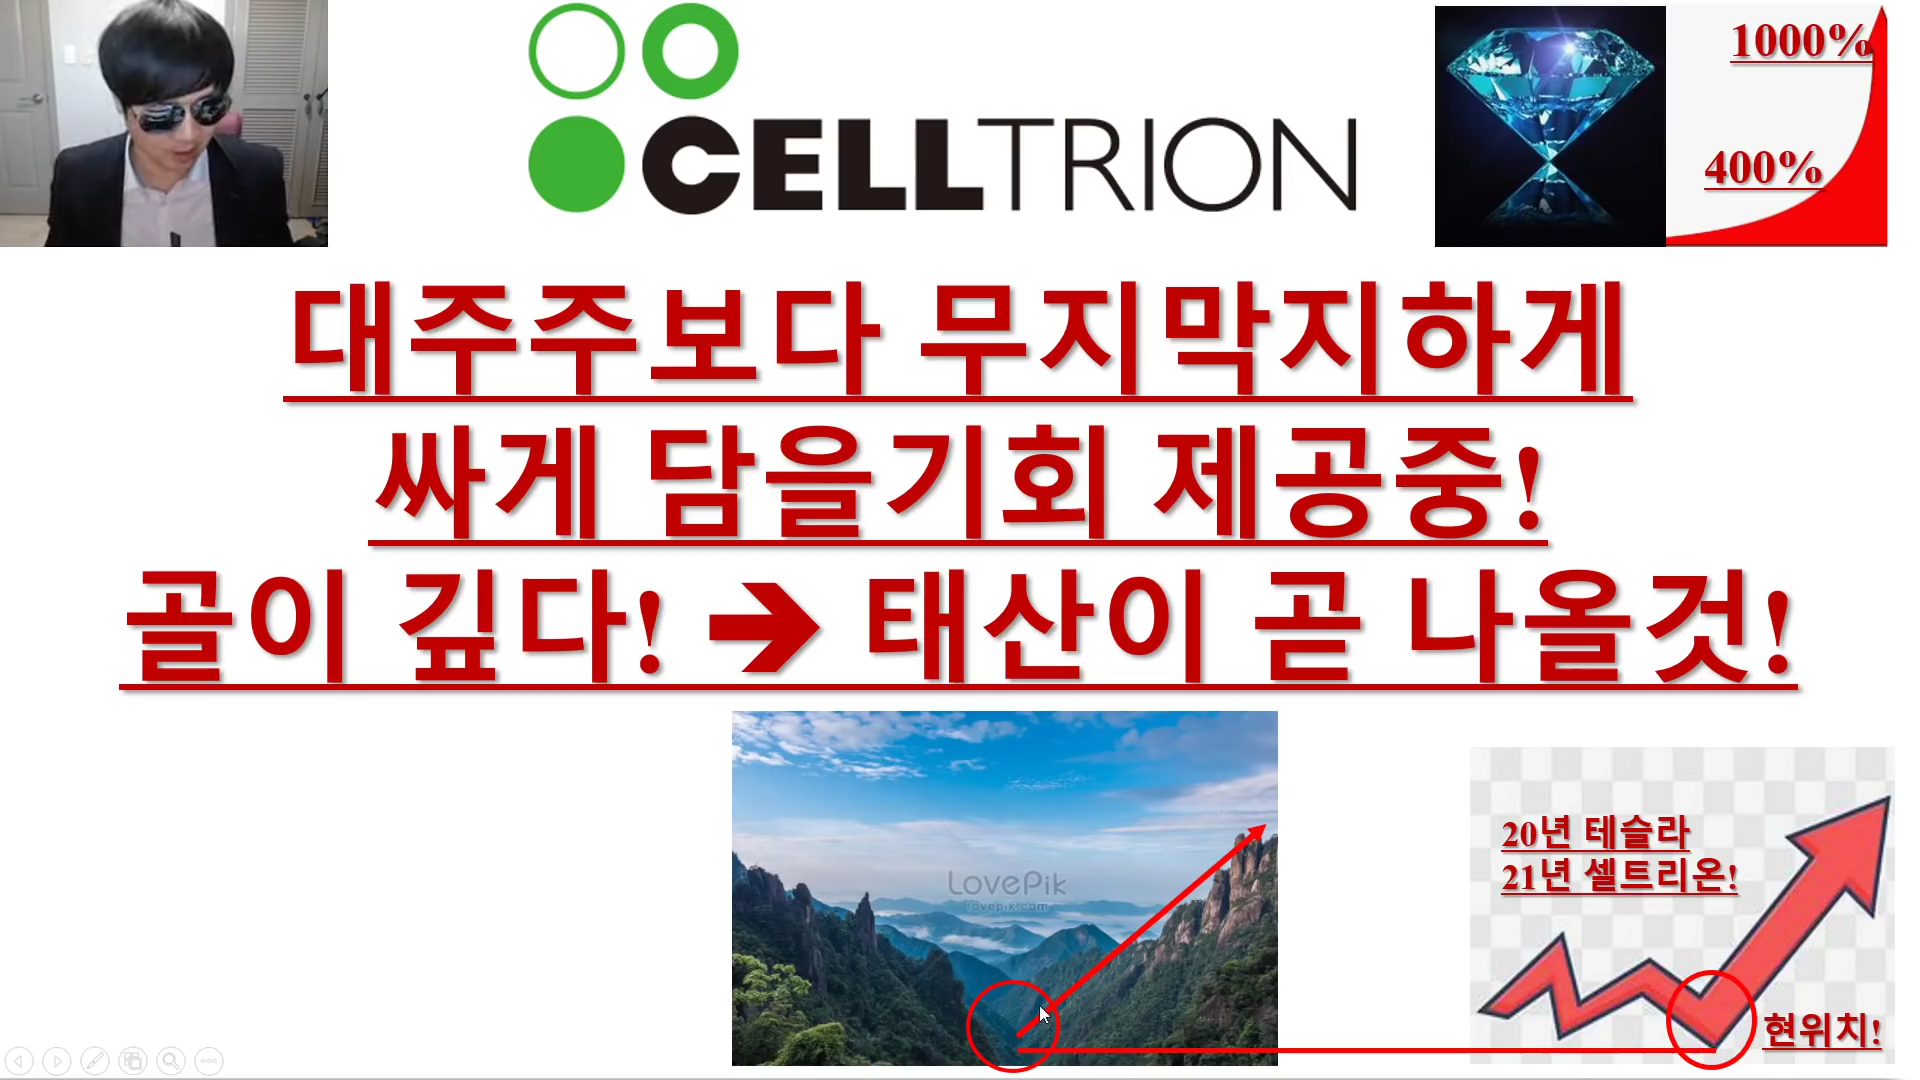 CELLTRION
1000%
400%
대주주보다 무지막지하게
싸게 담을기회 제공중!
골이 깊다! ➔ 태산이 곧 나올것!
LovePik
lovepik.com
20년 테슬라
21년 셀트리온!
현위치!